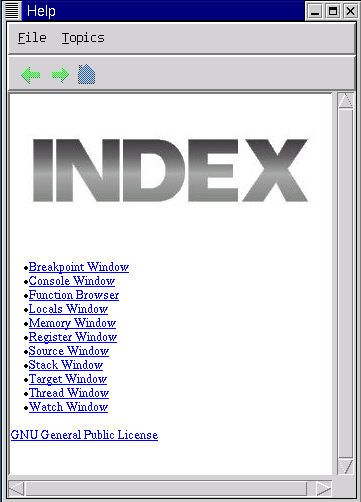 Help
File Topics
INDEX
•Breakpoint Window
•Console Window
•Function Browser
•Locals Window
•Memory Window
•Register Window
•Source Window
•Stack Window
•Target Window
•Thread Window
•Watch Window
GNU General Public License